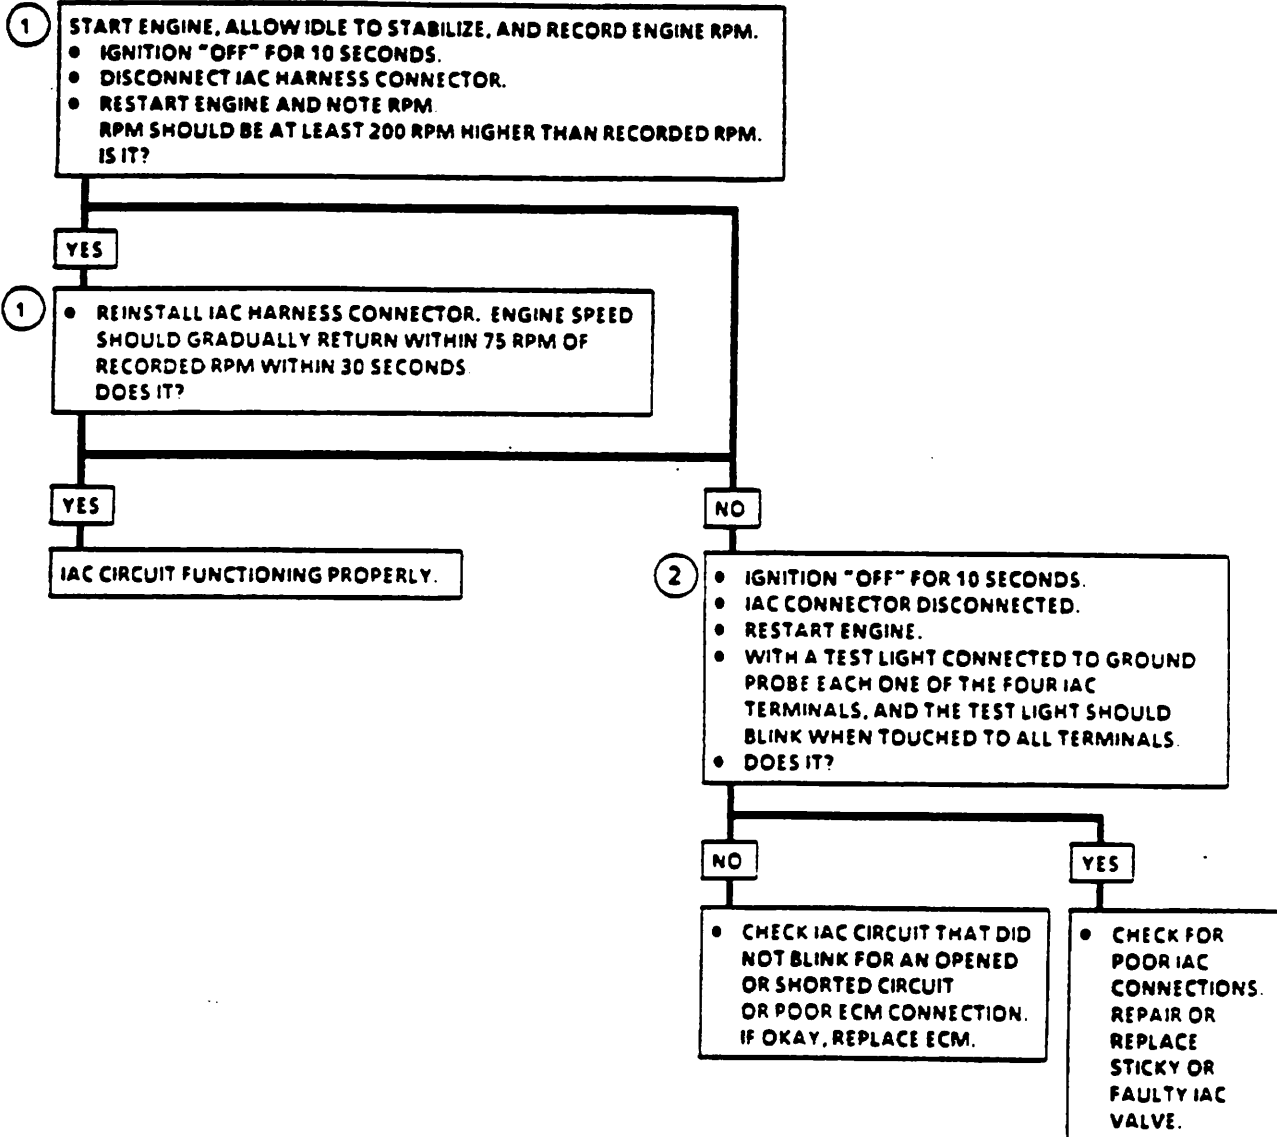 1
START ENGINE, ALLOW IDLE TO STABILIZE, AND RECORD ENGINE RPM.
• IGNITION "OFF" FOR 10 SECONDS.
• DISCONNECT IAC HARNESS CONNECTOR.
• RESTART ENGINE AND NOTE RPM.
RPM SHOULD BE AT LEAST 200 RPM HIGHER THAN RECORDED RPM.
IS IT?
YES
1
• REINSTALL IAC HARNESS CONNECTOR. ENGINE SPEED
SHOULD GRADUALLY RETURN WITHIN 75 RPM OF
RECORDED RPM WITHIN 30 SECONDS.
DOES IT?
YES
IAC CIRCUIT FUNCTIONING PROPERLY.
NO
2
• IGNITION "OFF" FOR 10 SECONDS.
• IAC CONNECTOR DISCONNECTED.
• RESTART ENGINE.
• WITH A TEST LIGHT CONNECTED TO GROUND
PROBE EACH ONE OF THE FOUR IAC
TERMINALS, AND THE TEST LIGHT SHOULD
BLINK WHEN TOUCHED TO ALL TERMINALS.
• DOES IT?
NO
• CHECK IAC CIRCUIT THAT DID
NOT BLINK FOR AN OPENED
OR SHORTED CIRCUIT
OR POOR ECM CONNECTION.
IF OKAY, REPLACE ECM.
YES
• CHECK FOR
POOR IAC
CONNECTIONS.
REPAIR OR
REPLACE
STICKY OR
FAULTY IAC
VALVE.